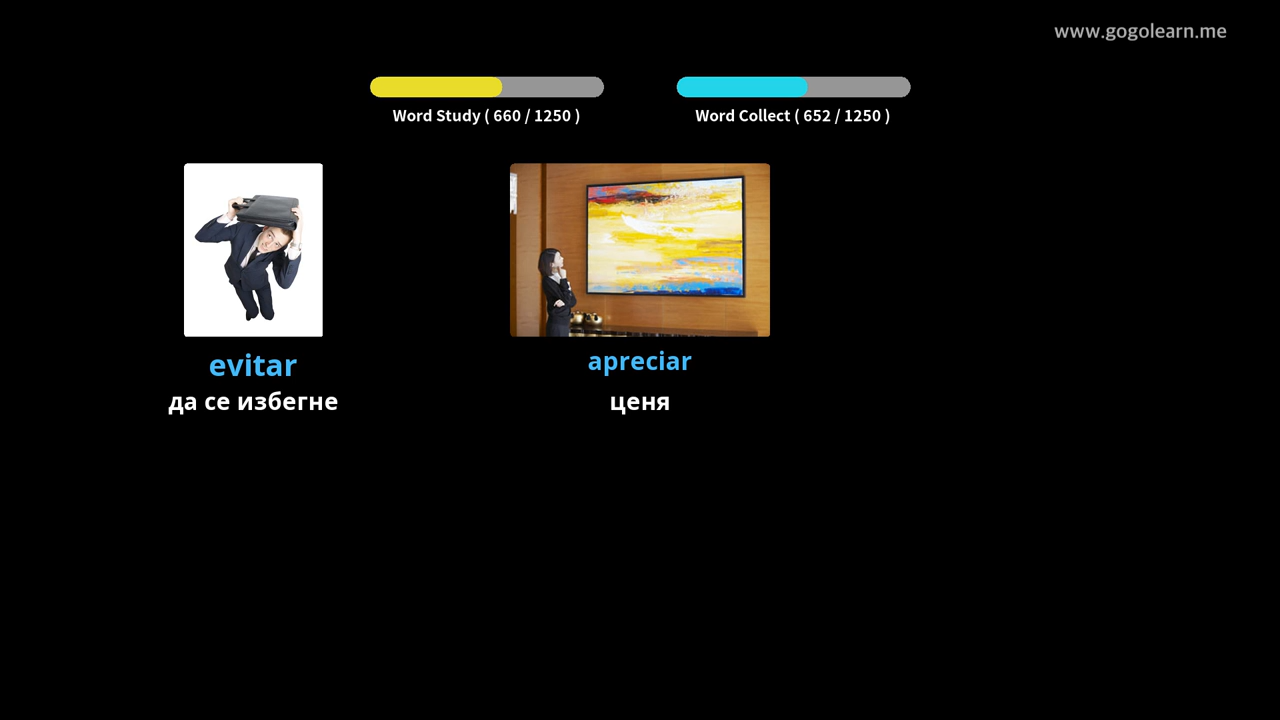 www.gogolearn.me
Word Study ( 660 / 1250 )
Word Collect ( 652 / 1250 )
evitar
да се избегне
apreciar
ценя